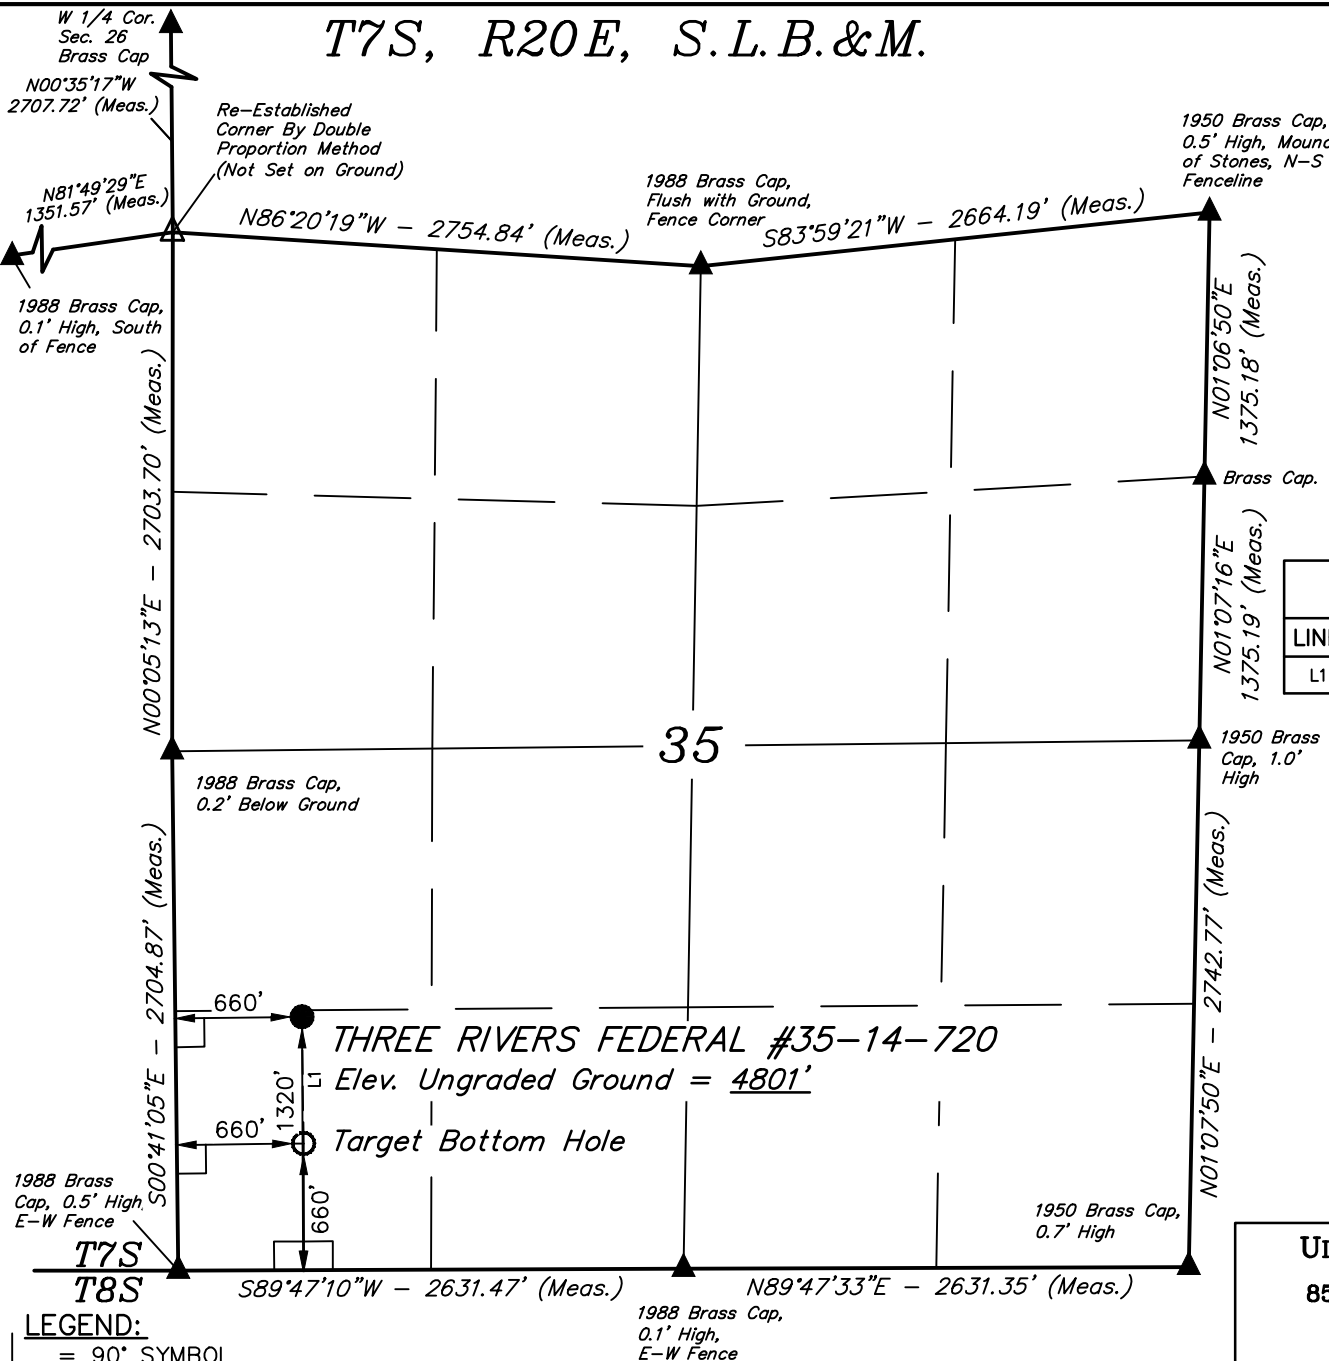 T7S, R20E, S.L.B.&M.
W 1/4 Cor.
Sec. 26
Brass Cap
N00°35'17"W
2707.72' (Meas.)
Re-Established
Corner By Double
Proportion Method
(Not Set on Ground)
N81°49'29"E
1351.57' (Meas.)
1988 Brass Cap,
0.1' High, South
of Fence
N86°20'19"W - 2754.84' (Meas.)
1988 Brass Cap,
Flush with Ground,
Fence Corner
S83°59'21"W - 2664.19' (Meas.)
1950 Brass Cap,
0.5' High, Mound
of Stones, N-S
Fenceline
N01°06'50"E
1375.18' (Meas.)
Brass Cap.
N01°07'16"E
1375.19' (Meas.)
LIN
L1
N00°05'13"E - 2703.70' (Meas.)
35
1988 Brass Cap,
0.2' Below Ground
1950 Brass
Cap, 1.0'
High
S00°41'05"E - 2704.87' (Meas.)
N01°07'50"E - 2742.77' (Meas.)
660'
THREE RIVERS FEDERAL #35-14-720
Elev. Ungraded Ground = 4801'
1320'
L1
660'
Target Bottom Hole
660'
1988 Brass
Cap, 0.5' High,
E-W Fence
1950 Brass Cap,
0.7' High
T7S
T8S
S89°47'10"W - 2631.47' (Meas.)
N89°47'33"E - 2631.35' (Meas.)
1988 Brass Cap,
0.1' High,
E-W Fence
LEGEND:
= 90° SYMBOL
85